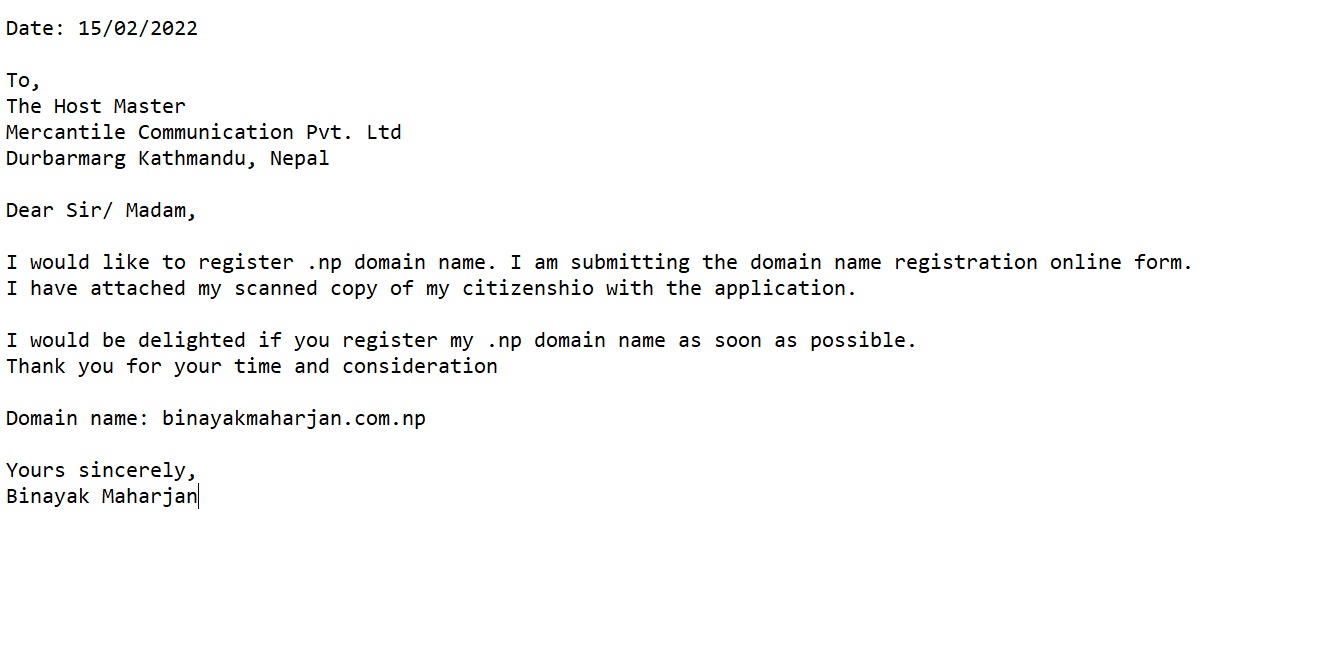 Date: 15/02/2022
To,
The Host Master
Mercantile Communication Pvt. Ltd
Durbarmarg Kathmandu, Nepal
Dear Sir/ Madam,
I would like to register .np domain name. I am submitting the domain name registration online form.
I have attached my scanned copy of my citizenshio with the application.
I would be delighted if you register my .np domain name as soon as possible.
Thank you for your time and consideration
Domain name: binayakmaharjan.com.np
Yours sincerely,
Binayak Maharjan